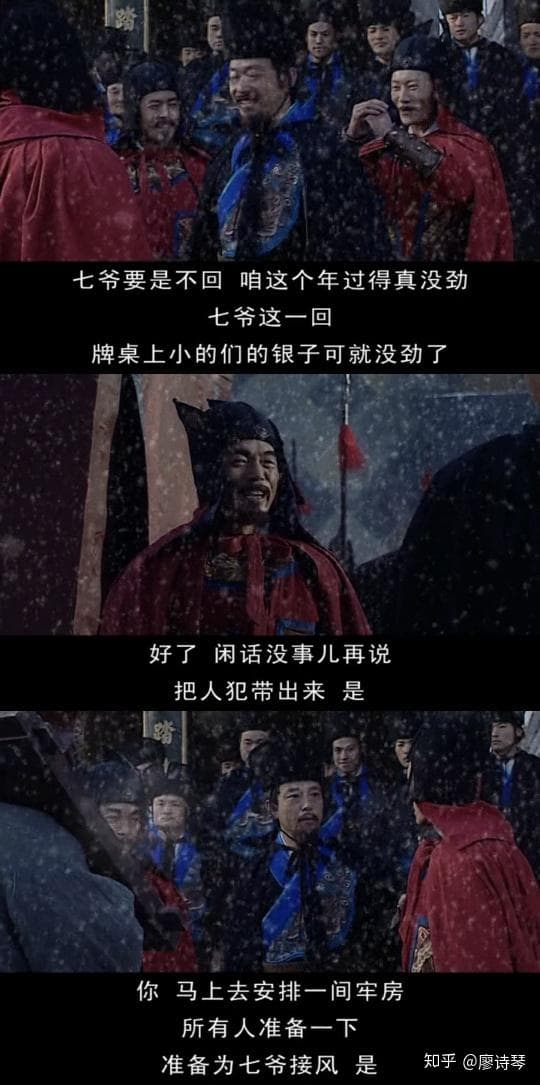 踏
七爷要是不回 咱这个年过得真没劲
七爷这一回
牌桌上小的们的银子可就没劲了
好了 闲话没事儿再说
把人犯带出来 是
踏
你 马上去安排一间牢房
所有人准备一下
准备为七爷接风 是
知乎 @廖诗琴